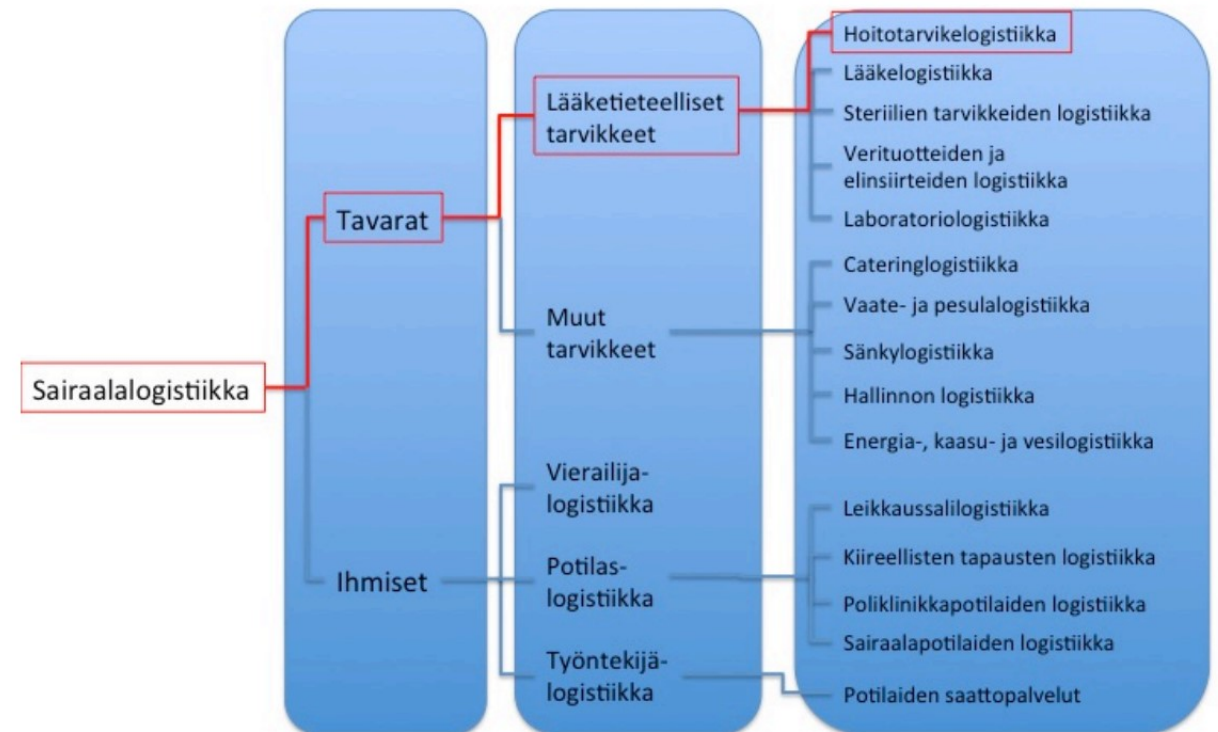 Sairaalalogistiikka
Tavarat
Ihmiset
Lääketieteelliset
tarvikkeet
Muut
tarvikkeet
Vierailija-
logistiikka
Potilas-
logistiikka
Työntekijä-
logistiikka
Hoitotarvikelogistiikka
Lääkelogistiikka
Steriilien tarvikkeiden logistiikka
Verituotteiden ja
elinsiirteiden logistiikka
Laboratoriologistiikka
Cateringlogistiikka
Vaate- ja pesulalogistiikka
Sänkylogistiikka
Hallinnon logistiikka
Energia-, kaasu- ja vesilogistiikka
Leikkaussalilogistiikka
Kiireellisten tapausten logistiikka
Poliklinikkapotilaiden logistiikka
Sairaalapotilaiden logistiikka
Potilaiden saattopalvelut